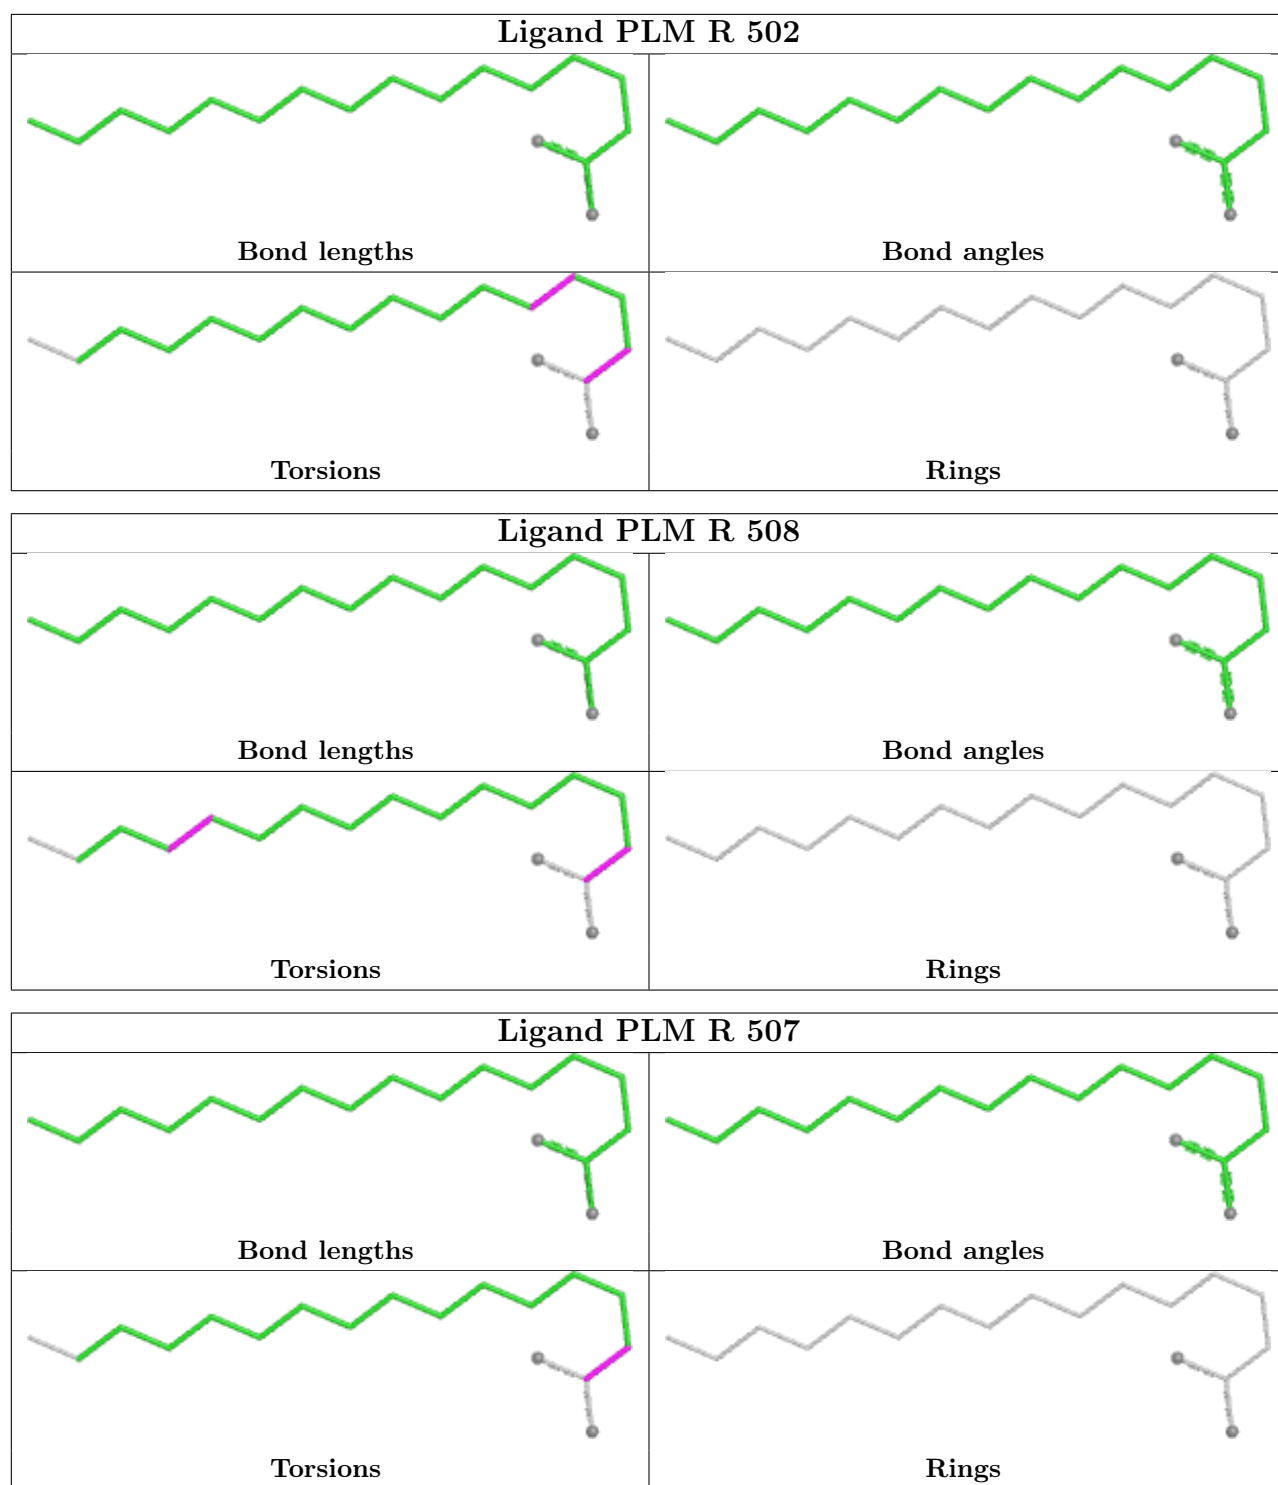 Ligand PLM R 502
Bond lengths
Bond angles
Torsions
Rings
Ligand PLM R 508
Bond lengths
Bond angles
Torsions
Rings
Ligand PLM R 507
Bond lengths
Bond angles
Torsions
Rings